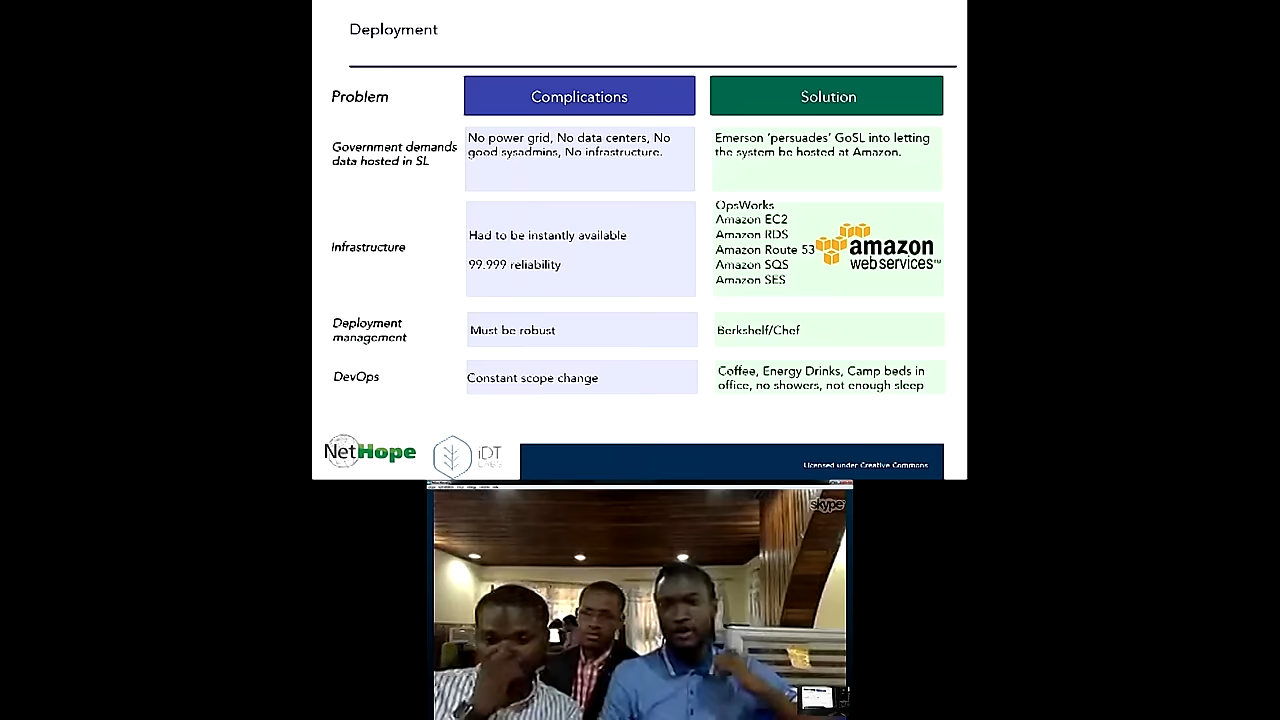 Deployment
Problem
Complications
Solution
Government demands
data hosted in SL
No power grid, No data centers, No
good sysadmins, No infrastructure.
Emerson ‘persuades’ GoSL into letting
the system be hosted at Amazon.
Infrastructure
Had to be instantly available
99.999 reliability
OpsWorks
Amazon EC2
Amazon RDS
Amazon Route 53
Amazon SQS
Amazon SES
amazon
webservices™
Deployment
management
Must be robust
Berkshelf/Chef
DevOps
Constant scope change
Coffee, Energy Drinks, Camp beds in
office, no showers, not enough sleep
NetHope
iDT
LABS
Licensed under Creative Commons
skype